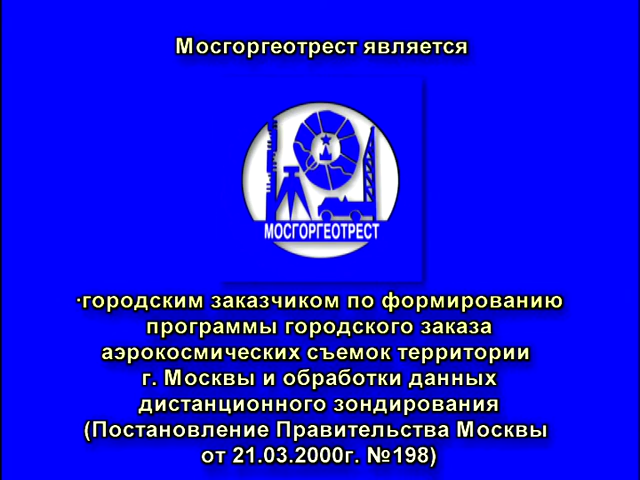 Мосгоргеотрест является
МОСГОРГЕОТРЕСТ
·городским заказчиком по формированию
программы городского заказа
аэрокосмических съемок территории
г. Москвы и обработки данных
дистанционного зондирования
(Постановление Правительства Москвы
от 21.03.2000г. №198)